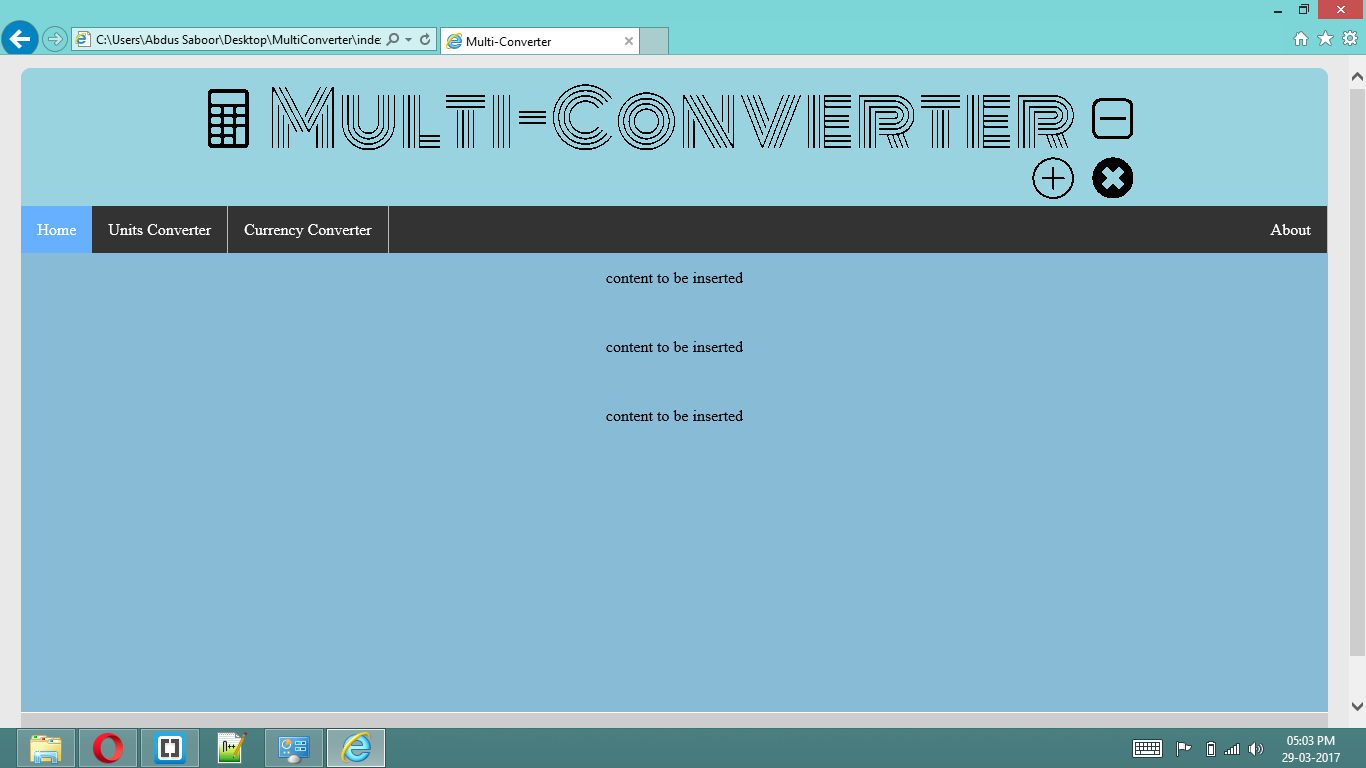 C:\Users\Abdus Saboor\Desktop\MultiConverter\inde
Multi-Converter
Multi-Converter
Home Units Converter Currency Converter About
content to be inserted
content to be inserted
content to be inserted
05:03 PM
29-03-2017